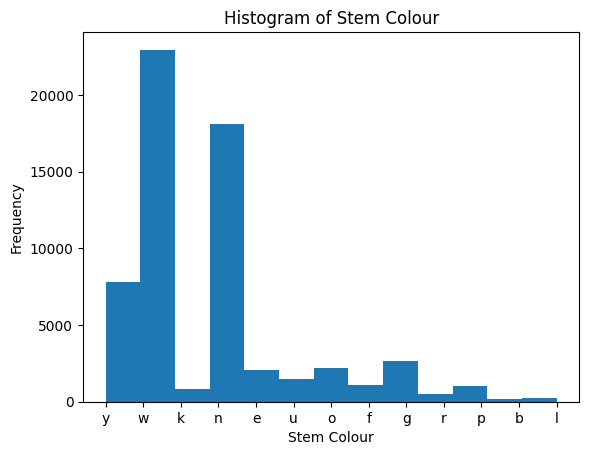 Histogram of Stem Colour
Frequency
20000
15000
10000
5000
0
y w k n e u o f g r p b l
Stem Colour